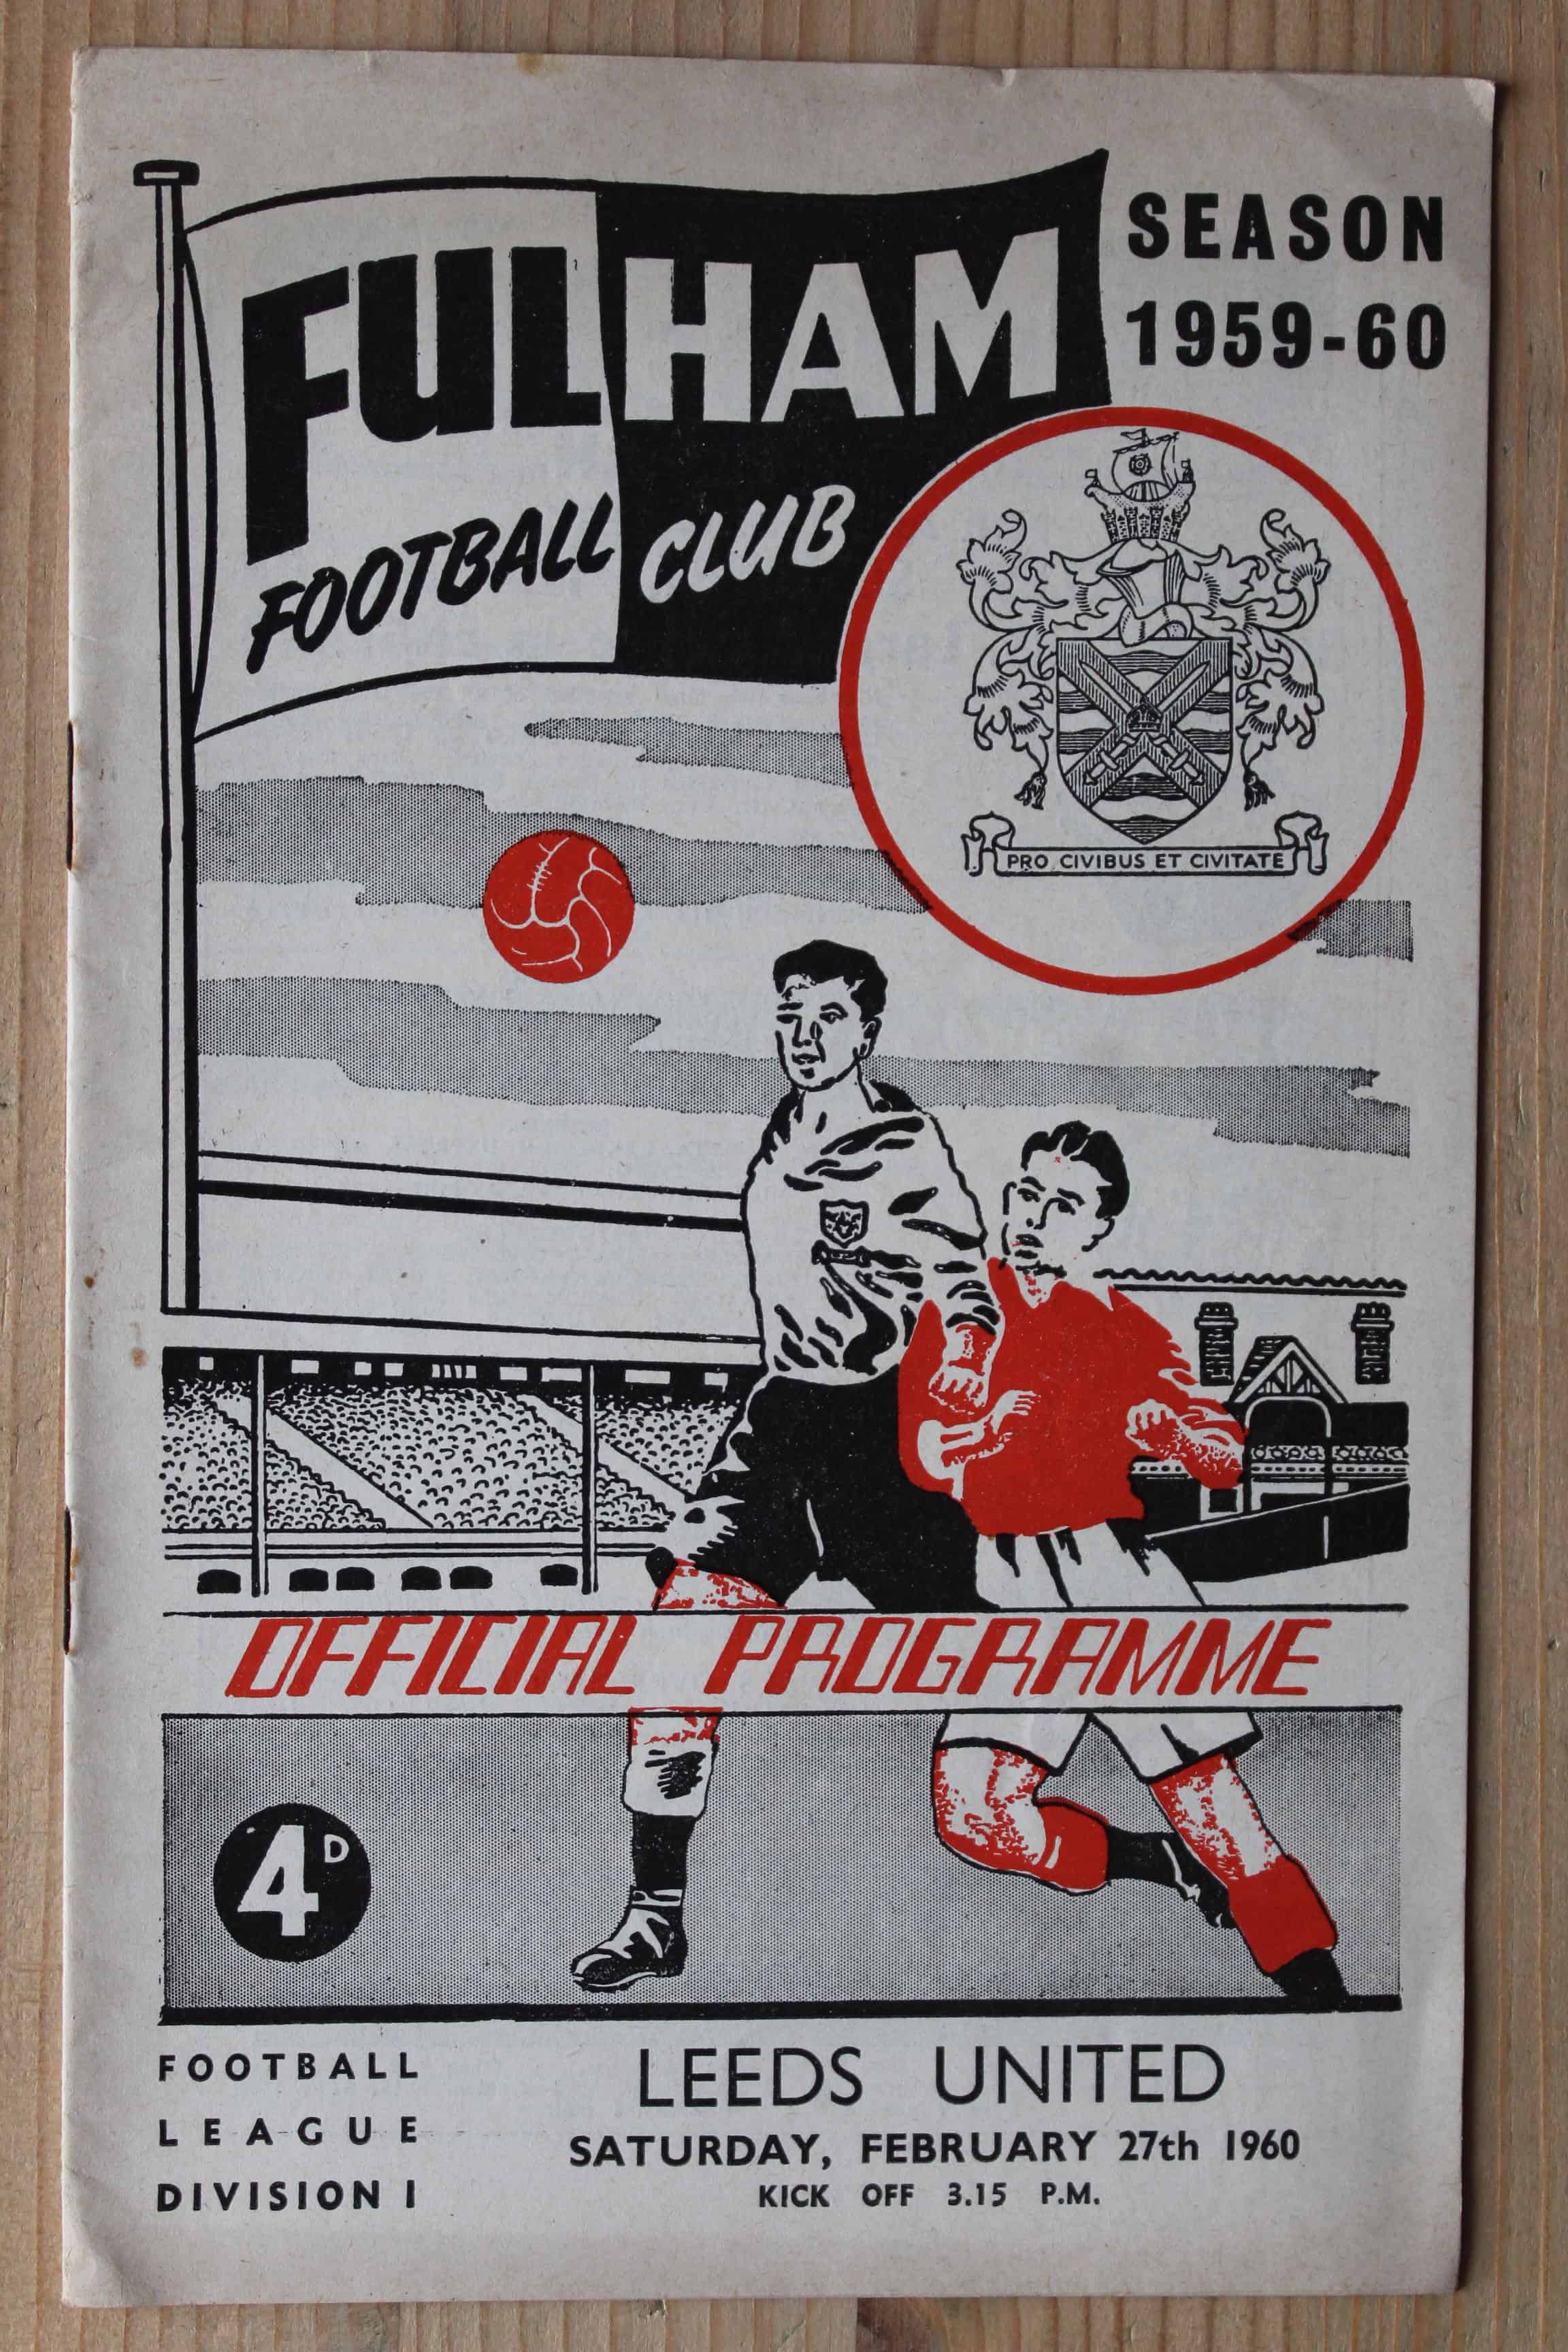 FULHAM
FOOTBALL CLUB
SEASON
1959-60
PRO CIVIBUS ET CIVITATE
OFFICIAL PROGRAMME
4D
FOOTBALL
LEAGUE
DIVISION I
LEEDS UNITED
SATURDAY, FEBRUARY 27th 1960
KICK OFF 3.15 P.M.